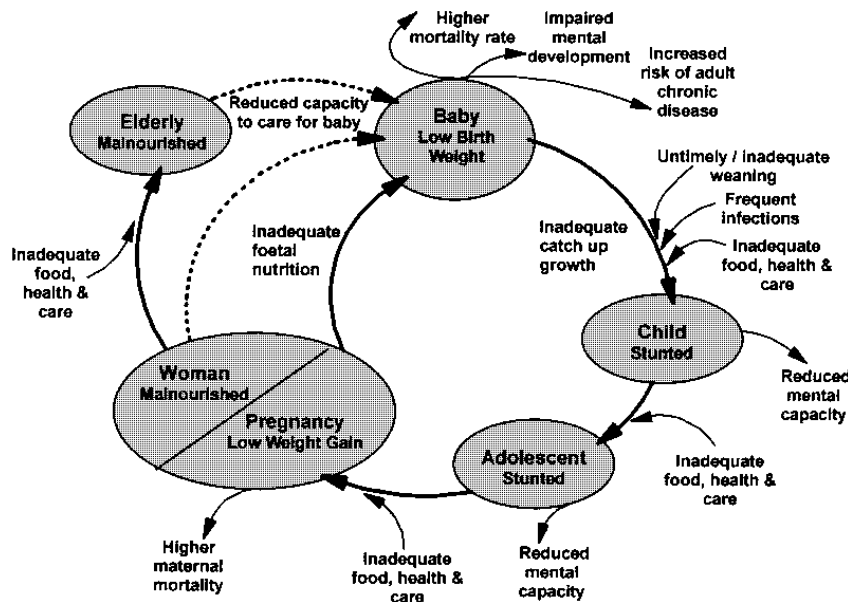 Higher
mortality rate
Impaired
mental
development
Increased
risk of adult
chronic
disease
Elderly
Malnourished
Reduced capacity
to care for baby
Baby
Low Birth
Weight
Untimely / inadequate
weaning
Frequent
infections
Inadequate
food, health
& care
Inadequate
catch up
growth
Inadequate
foetal
nutrition
Inadequate
food,
health &
care
Child
Stunted
Reduced
mental
capacity
Woman
Malnourished
Pregnancy
Low Weight Gain
Adolescent
Stunted
Inadequate
food, health &
care
Higher
maternal
mortality
Inadequate
food, health &
care
Reduced
mental
capacity